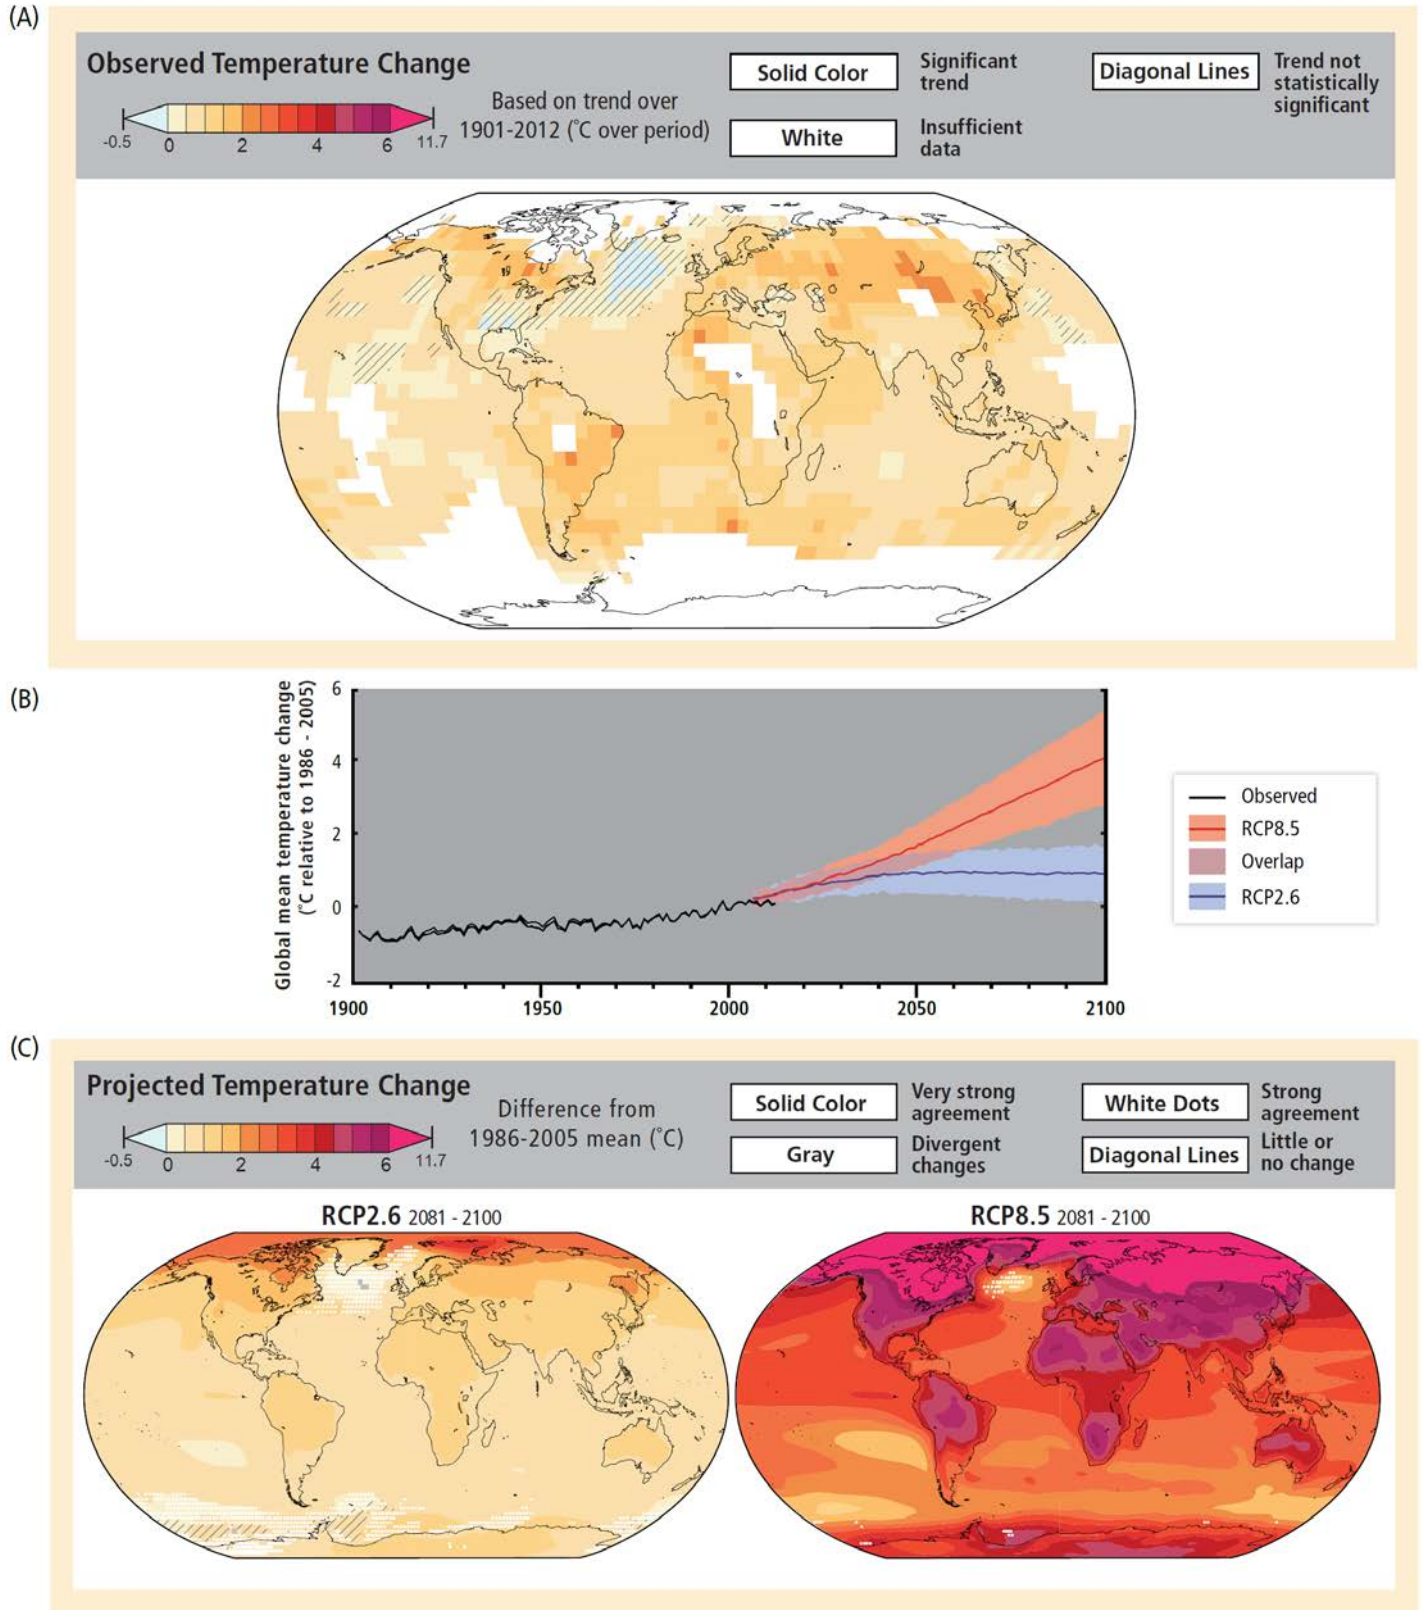 (A)
Observed Temperature Change
-0.5 0 2 4 6 11.7
Based on trend over
1901-2012 (˚C over period)
Solid Color
Significant
trend
White
Insufficient
data
Diagonal Lines
Trend not
statistically
significant
(B)
Global mean temperature change
(˚C relative to 1986 - 2005)
6
4
2
0
-2
1900 1950 2000 2050 2100
Observed
RCP8.5
Overlap
RCP2.6
(C)
Projected Temperature Change
-0.5 0 2 4 6 11.7
Difference from
1986-2005 mean (˚C)
Solid Color
Very strong
agreement
Gray
Divergent
changes
White Dots
Strong
agreement
Diagonal Lines
Little or
no change
RCP2.6 2081 - 2100
RCP8.5 2081 - 2100